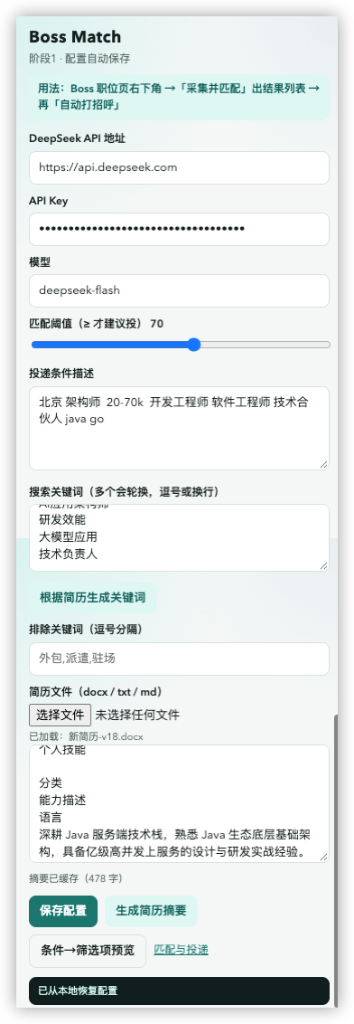 Boss Match
阶段1 · 配置自动保存
用法：Boss 职位页右下角 →「采集并匹配」出结果列表 →
再「自动打招呼」
DeepSeek API 地址
https://api.deepseek.com
API Key
••••••••••••••••••••••••••••••••••••
模型
deepseek-flash
匹配阈值（≥ 才建议投） 70
投递条件描述
北京 架构师  20-70k  开发工程师 软件工程师 技术合
伙人 java go
搜索关键词（多个会轮换，逗号或换行）
AI应用架构师
研发效能
大模型应用
技术负责人
根据简历生成关键词
排除关键词（逗号分隔）
外包,派遣,驻场
简历文件（docx / txt / md）
选择文件 未选择任何文件
已加载：新简历-v18.docx
个人技能
分类
能力描述
语言
深耕 Java 服务端技术栈，熟悉 Java 生态底层基础架
构，具备亿级高并发上服务的设计与研发实战经验。
摘要已缓存（478 字）
保存配置 生成简历摘要
条件→筛选项预览 匹配与投递
已从本地恢复配置